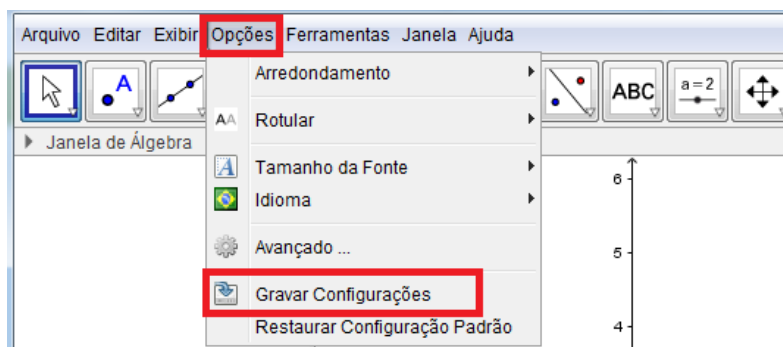 Arquivo Editar Exibir Opções Ferramentas Janela Ajuda
A ABC a=2
Janela de Álgebra
Arredondamento
AA Rotular
A Tamanho da Fonte
Idioma
Avançado ...
Gravar Configurações
Restaurar Configuração Padrão
6
5
4